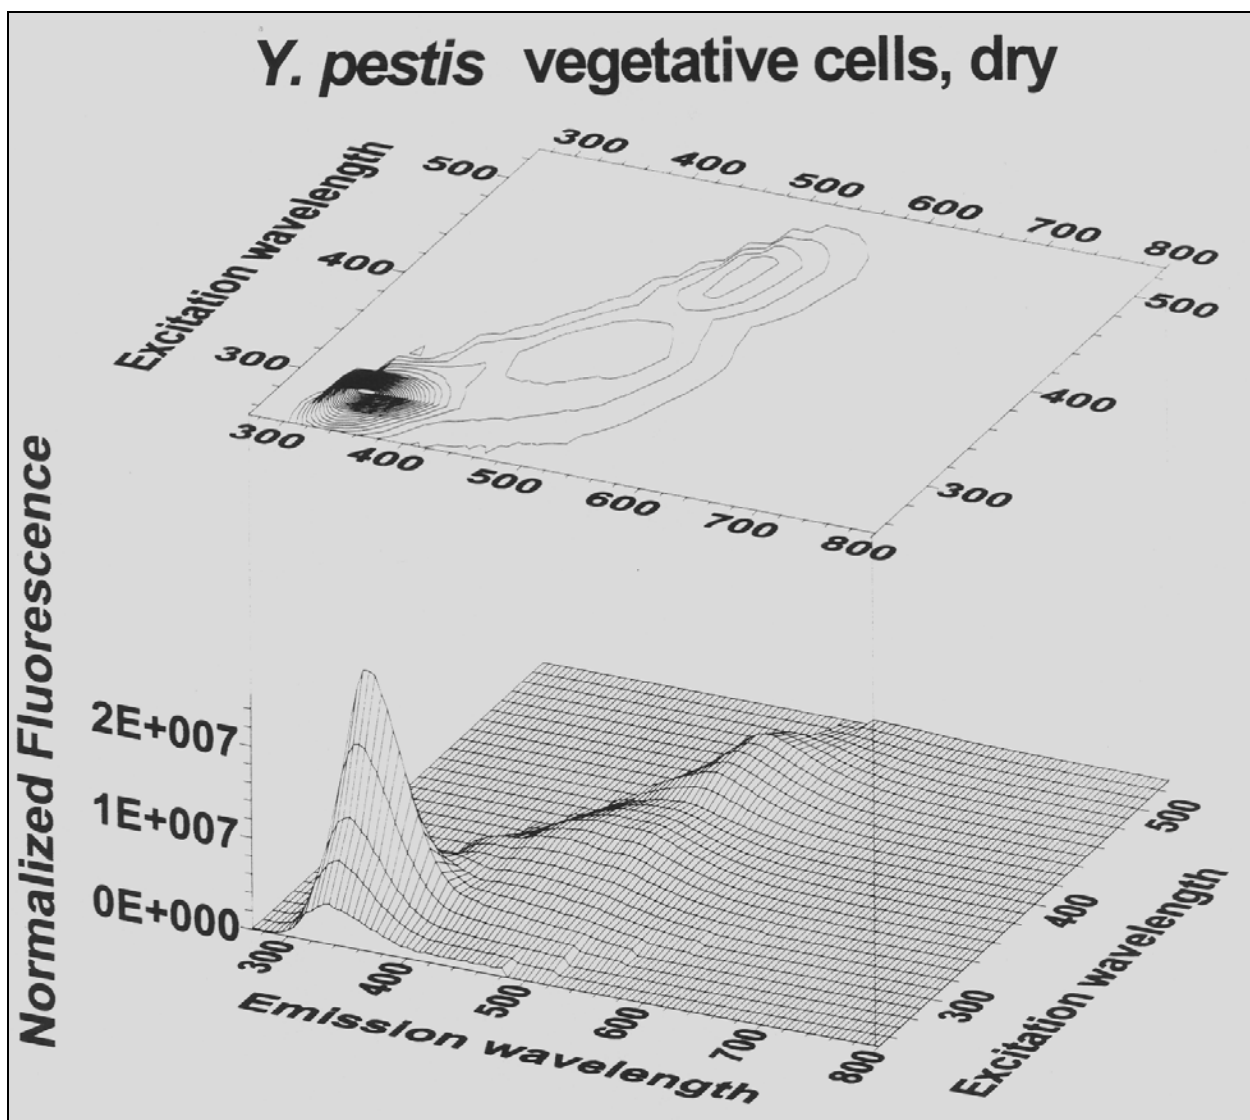 Y. pestis vegetative cells, dry
300 400 500 600 700 800
Excitation wavelength
500
400
300
500
400
300
300 400 500 600 700 800
Normalized Fluorescence
2E+007
1E+007
0E+000
500
400
300
Excitation wavelength
300 400 500 600 700 800
Emission wavelength